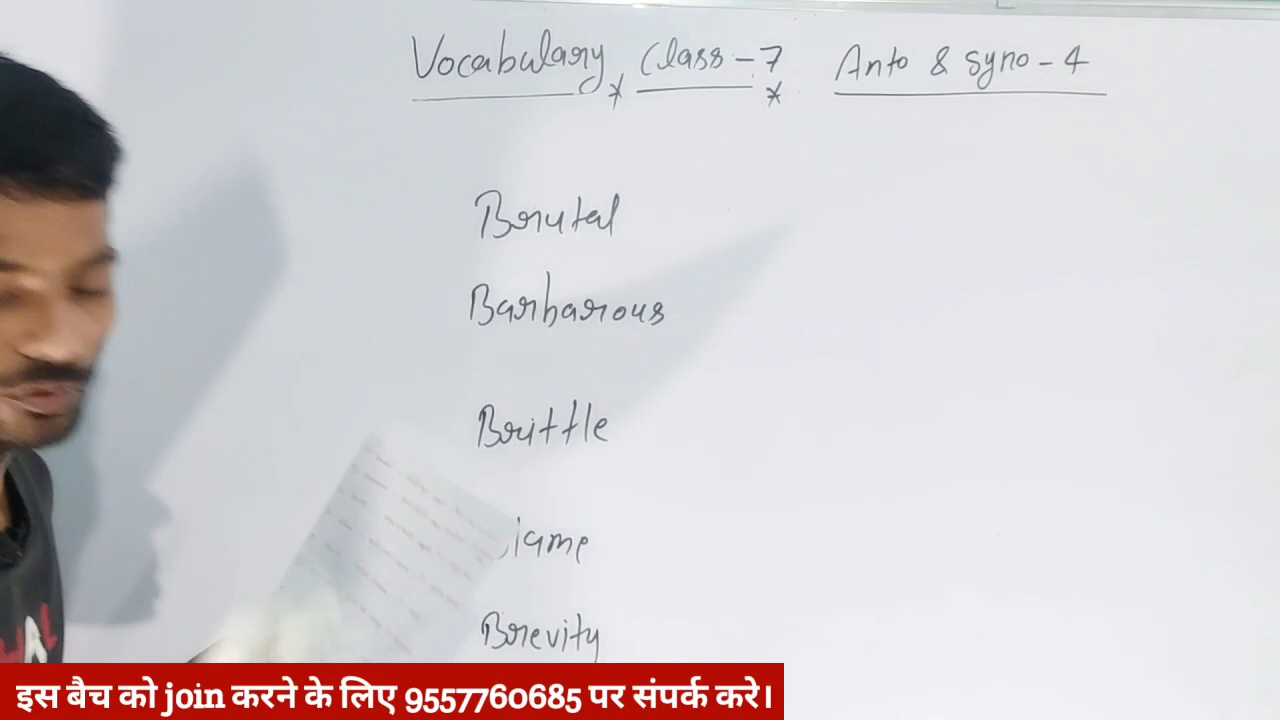 Vocabulary Class-7 Anto & Syno-4
Brutal
Barbarous
Brittle
Brevity
इस बैच को join करने के लिए 9557760685 पर संपर्क करे।